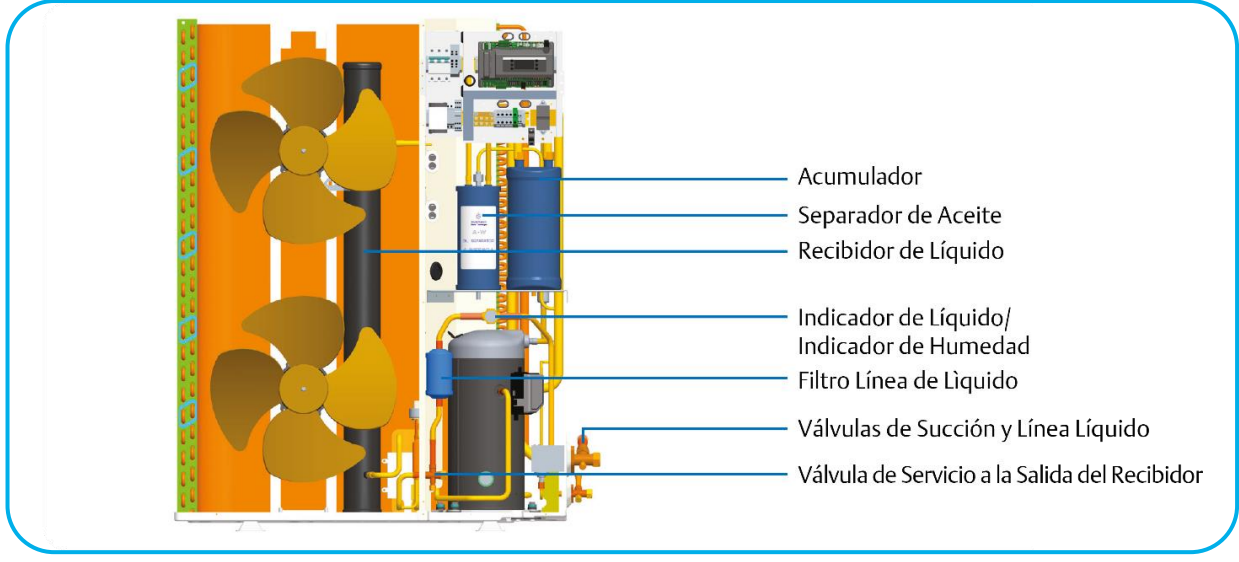 Acumulador
Separador de Aceite
Recibidor de Líquido
Indicador de Líquido/
Indicador de Humedad
Filtro Línea de Lìquido
Válvulas de Succión y Línea Líquido
Válvula de Servicio a la Salida del Recibidor